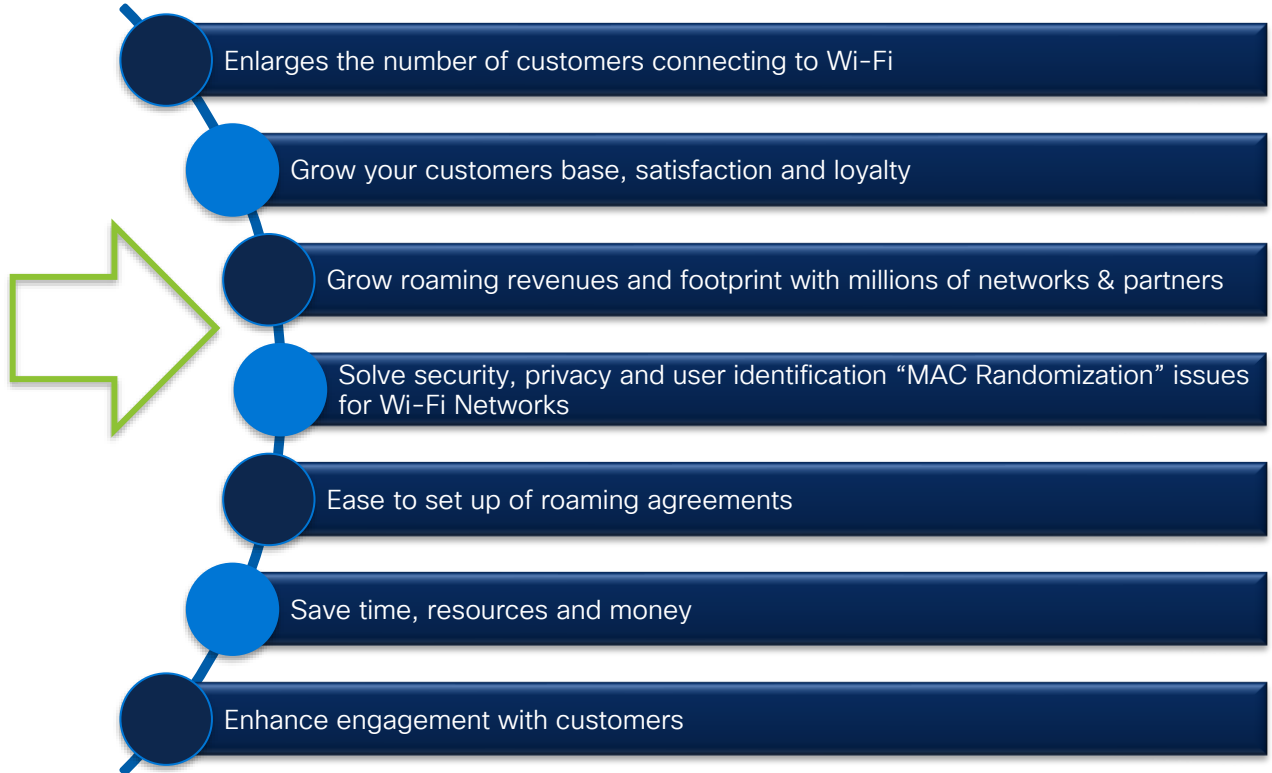 Enlarges the number of customers connecting to Wi-Fi
Grow your customers base, satisfaction and loyalty
Grow roaming revenues and footprint with millions of networks & partners
Solve security, privacy and user identification “MAC Randomization” issues
for Wi-Fi Networks
Ease to set up of roaming agreements
Save time, resources and money
Enhance engagement with customers